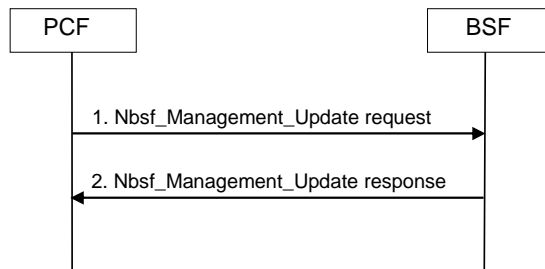 PCF
BSF
1. Nbsf_Management_Update request
2. Nbsf_Management_Update response